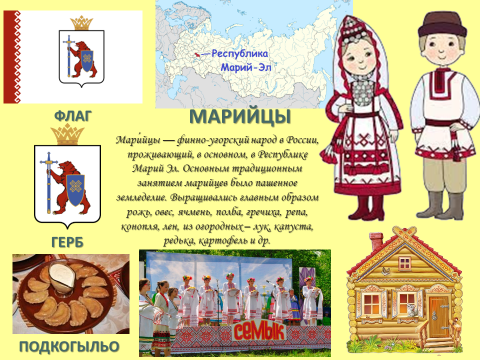 Республика
Марий-Эл
ФЛАГ
МАРИЙЦЫ
Марийцы — финно-угорский народ в России,
проживающий, в основном, в Республике
Марий Эл. Основным традиционным
занятием марийцев было пашенное
земледелие. Выращивались главным образом
рожь, овес, ячмень, полба, гречиха, репа,
конопля, лен, из огородных – лук, капуста,
редька, картофель и др.
ГЕРБ
семык
ПОДКОГЫЛЬО